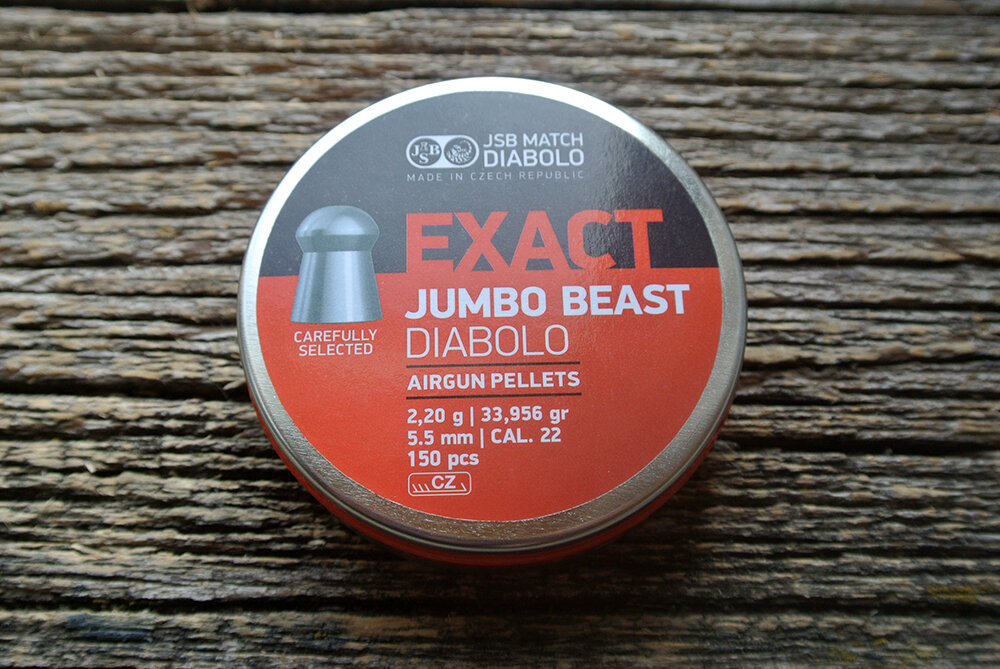 JSB MATCH
DIABOLO
MADE IN CZECH REPUBLIC
EXACT
JUMBO BEAST
DIABOLO
CAREFULLY
SELECTED
AIRGUN PELLETS
2,20 g | 33,956 gr
5.5 mm | CAL. 22
150 pcs
CZ